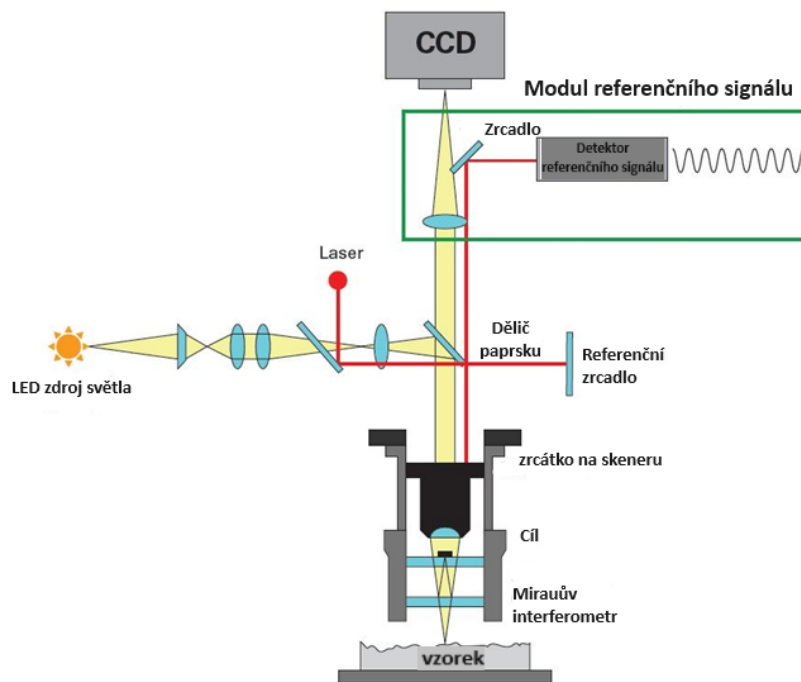 CCD
Modul referenčního signálu
Zrcadlo
Detektor
referenčního signálu
Laser
Dělič
paprsku
Referenční
zrcadlo
LED zdroj světla
zrcátko na skeneru
Cíl
Mirauův
interferometr
vzorek